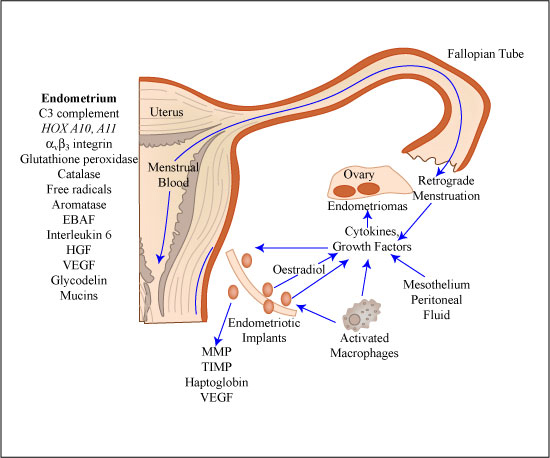 Fallopian Tube
Endometrium
C3 complement
HOX A10, A11
αvβ3 integrin
Glutathione peroxidase
Catalase
Free radicals
Aromatase
EBAF
Interleukin 6
HGF
VEGF
Glycodelin
Mucins
Uterus
Menstrual
Blood
Ovary
Endometriomas
Retrograde
Menstruation
Cytokines,
Growth Factors
Oestradiol
Mesothelium
Peritoneal
Fluid
Endometriotic
Implants
Activated
Macrophages
MMP
TIMP
Haptoglobin
VEGF